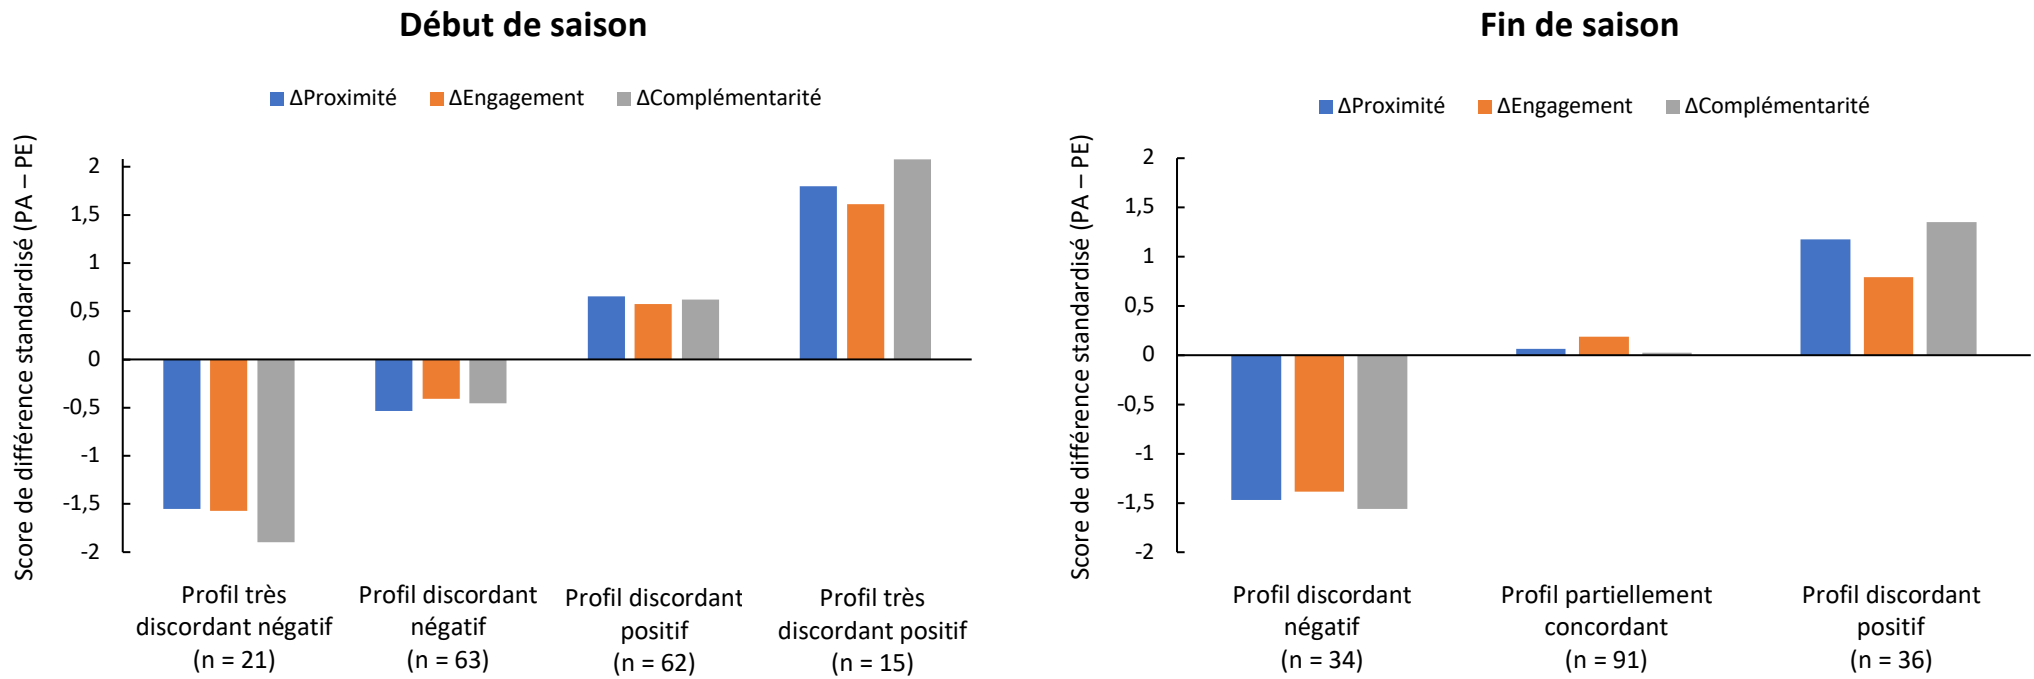 Début de saison
ΔProximité ΔEngagement ΔComplémentarité
Score de différence standardisé (PA – PE)
2
1,5
1
0,5
0
-0,5
-1
-1,5
-2
Profil très
discordant négatif
(n = 21)
Profil discordant
négatif
(n = 63)
Profil discordant
positif
(n = 62)
Profil très
discordant positif
(n = 15)
Fin de saison
ΔProximité ΔEngagement ΔComplémentarité
Score de différence standardisé (PA – PE)
2
1,5
1
0,5
0
-0,5
-1
-1,5
-2
Profil discordant
négatif
(n = 34)
Profil partiellement
concordant
(n = 91)
Profil discordant
positif
(n = 36)